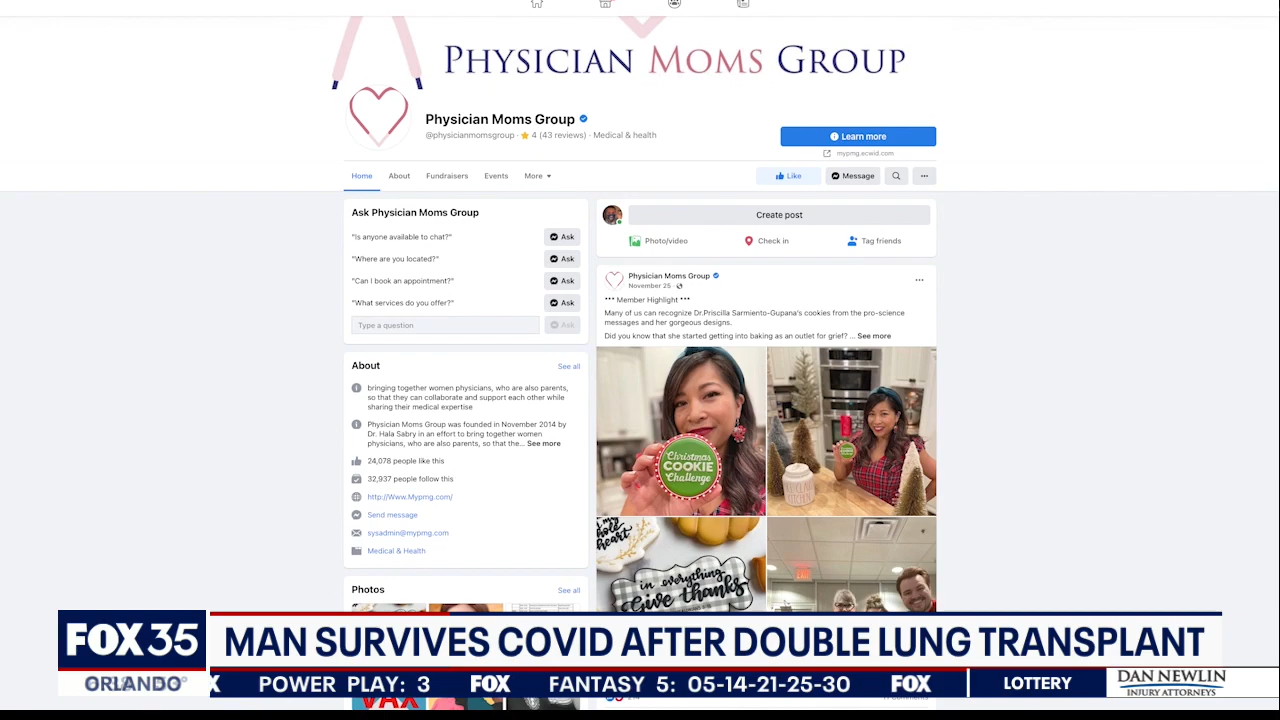 PHYSICIAN MOMS GROUP
Physician Moms Group
@physicianmomsgroup · 4 (43 reviews) · Medical & health
Learn more
mypmg.ecwid.com
Home About Fundraisers Events More
Like Message
Ask Physician Moms Group
"Is anyone available to chat?" Ask
"Where are you located?" Ask
"Can I book an appointment?" Ask
"What services do you offer?" Ask
Type a question Ask
About See all
bringing together women physicians, who are also parents,
so that they can collaborate and support each other while
sharing their medical expertise
Physician Moms Group was founded in November 2014 by
Dr. Hala Sabry in an effort to bring together women
physicians, who are also parents, so that the... See more
24,078 people like this
32,937 people follow this
http://Www.Mypmg.com/
Send message
sysadmin@mypmg.com
Medical & Health
Photos See all
Create post
Photo/video Check in Tag friends
Physician Moms Group
November 25 ·
*** Member Highlight ***
Many of us can recognize Dr.Priscilla Sarmiento-Gupana's cookies from the pro-science
messages and her gorgeous designs.
Did you know that she started getting into baking as an outlet for grief? ... See more
Christmas
COOKIE
Challenge
my
whole
heart
in everything
Give thanks
EXIT
FOX 35
ORLANDO
MAN SURVIVES COVID AFTER DOUBLE LUNG TRANSPLANT
POWER PLAY: 3 FOX FANTASY 5: 05-14-21-25-30 FOX LOTTERY
DAN NEWLIN
INJURY ATTORNEYS
VAX